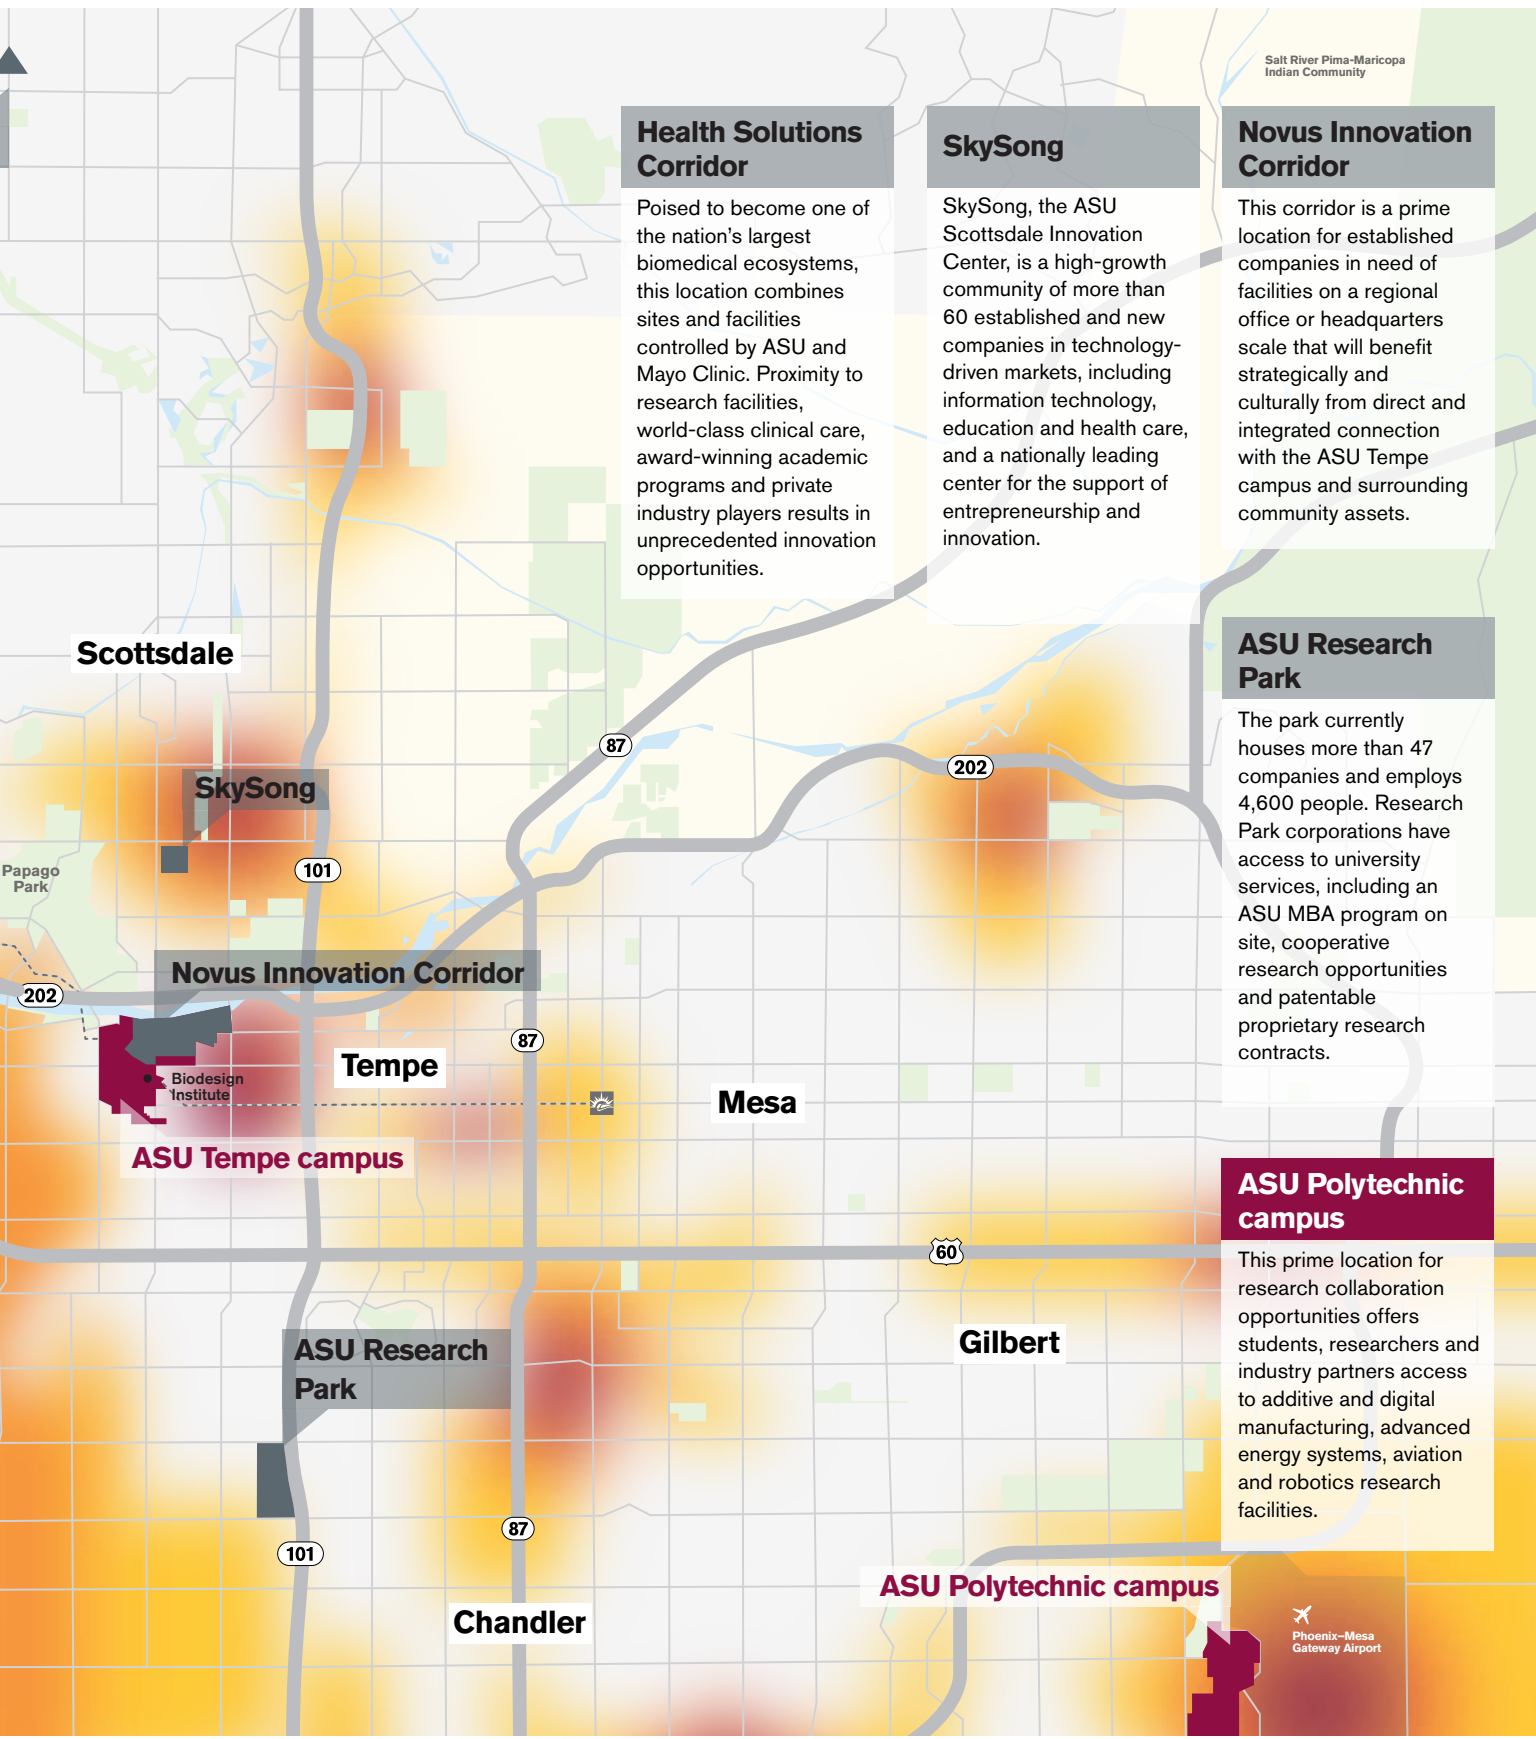 Salt River Pima-Maricopa
Indian Community
Health Solutions
Corridor
Poised to become one of
the nation’s largest
biomedical ecosystems,
this location combines
sites and facilities
controlled by ASU and
Mayo Clinic. Proximity to
research facilities,
world-class clinical care,
award-winning academic
programs and private
industry players results in
unprecedented innovation
opportunities.
SkySong
SkySong, the ASU
Scottsdale Innovation
Center, is a high-growth
community of more than
60 established and new
companies in technology-
driven markets, including
information technology,
education and health care,
and a nationally leading
center for the support of
entrepreneurship and
innovation.
Novus Innovation
Corridor
This corridor is a prime
location for established
companies in need of
facilities on a regional
office or headquarters
scale that will benefit
strategically and
culturally from direct and
integrated connection
with the ASU Tempe
campus and surrounding
community assets.
ASU Research
Park
The park currently
houses more than 47
companies and employs
4,600 people. Research
Park corporations have
access to university
services, including an
ASU MBA program on
site, cooperative
research opportunities
and patentable
proprietary research
contracts.
ASU Polytechnic
campus
This prime location for
research collaboration
opportunities offers
students, researchers and
industry partners access
to additive and digital
manufacturing, advanced
energy systems, aviation
and robotics research
facilities.
Scottsdale
87
202
SkySong
101
Papago
Park
Novus Innovation Corridor
202
87
Tempe
Biodesign
Institute
Mesa
ASU Tempe campus
60
Gilbert
ASU Research
Park
87
101
ASU Polytechnic campus
Chandler
Phoenix–Mesa
Gateway Airport